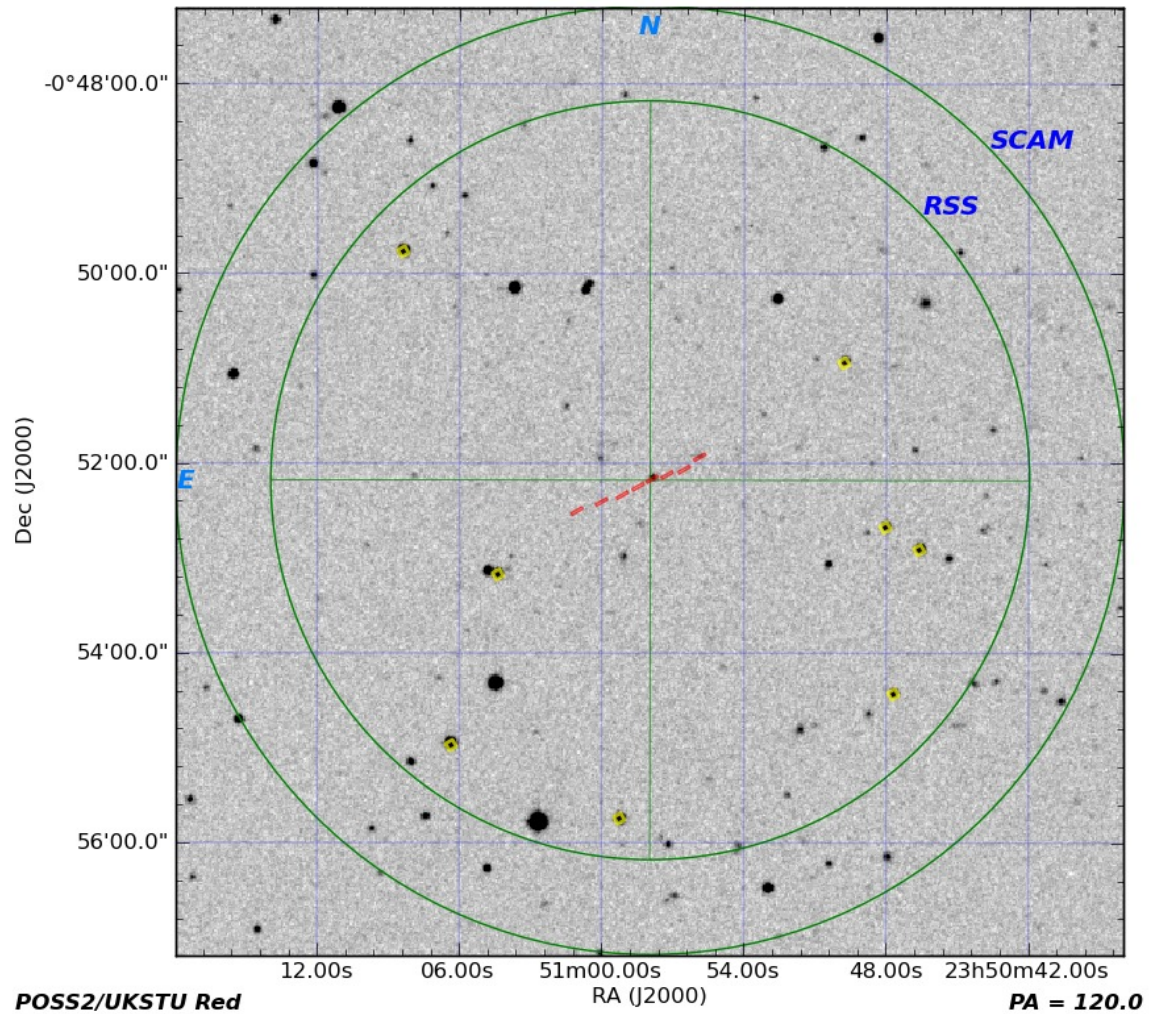 N
-0°48'00.0"
SCAM
RSS
50'00.0"
52'00.0"
E
Dec (J2000)
54'00.0"
56'00.0"
12.00s 06.00s 51m00.00s 54.00s 48.00s 23h50m42.00s
RA (J2000)
POSS2/UKSTU Red PA = 120.0